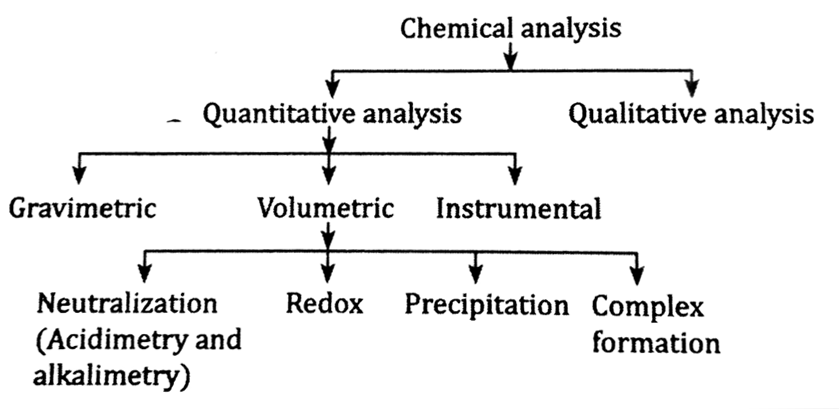 Chemical analysis
Quantitative analysis
Qualitative analysis
Gravimetric
Volumetric
Instrumental
Neutralization
(Acidimetry and
alkalimetry)
Redox
Precipitation
Complex
formation